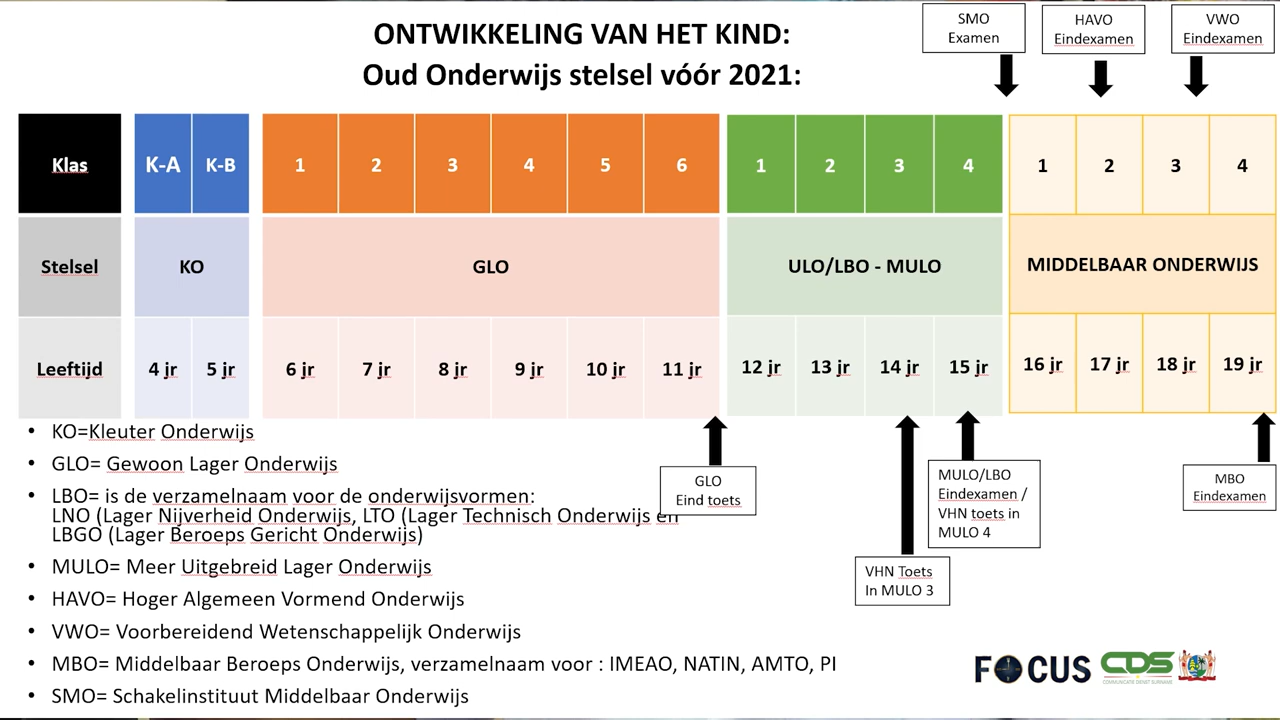 ONTWIKKELING VAN HET KIND:
Oud Onderwijs stelsel vóór 2021:
SMO
Examen
HAVO
Eindexamen
VWO
Eindexamen
Klas K-A K-B 1 2 3 4 5 6 1 2 3 4 1 2 3 4
Stelsel KO GLO ULO/LBO - MULO MIDDELBAAR ONDERWIJS
Leeftijd 4 jr 5 jr 6 jr 7 jr 8 jr 9 jr 10 jr 11 jr 12 jr 13 jr 14 jr 15 jr 16 jr 17 jr 18 jr 19 jr
• KO=Kleuter Onderwijs
• GLO= Gewoon Lager Onderwijs
• LBO= is de verzamelnaam voor de onderwijsvormen:
LNO (Lager Nijverheid Onderwijs, LTO (Lager Technisch Onderwijs en
LBGO (Lager Beroeps Gericht Onderwijs)
• MULO= Meer Uitgebreid Lager Onderwijs
• HAVO= Hoger Algemeen Vormend Onderwijs
• VWO= Voorbereidend Wetenschappelijk Onderwijs
• MBO= Middelbaar Beroeps Onderwijs, verzamelnaam voor : IMEAO, NATIN, AMTO, PI
• SMO= Schakelinstituut Middelbaar Onderwijs
GLO
Eind toets
VHN Toets
In MULO 3
MULO/LBO
Eindexamen /
VHN toets in
MULO 4
MBO
Eindexamen
FOCUS
CDS
COMMUNICATIE DIENST SURINAME